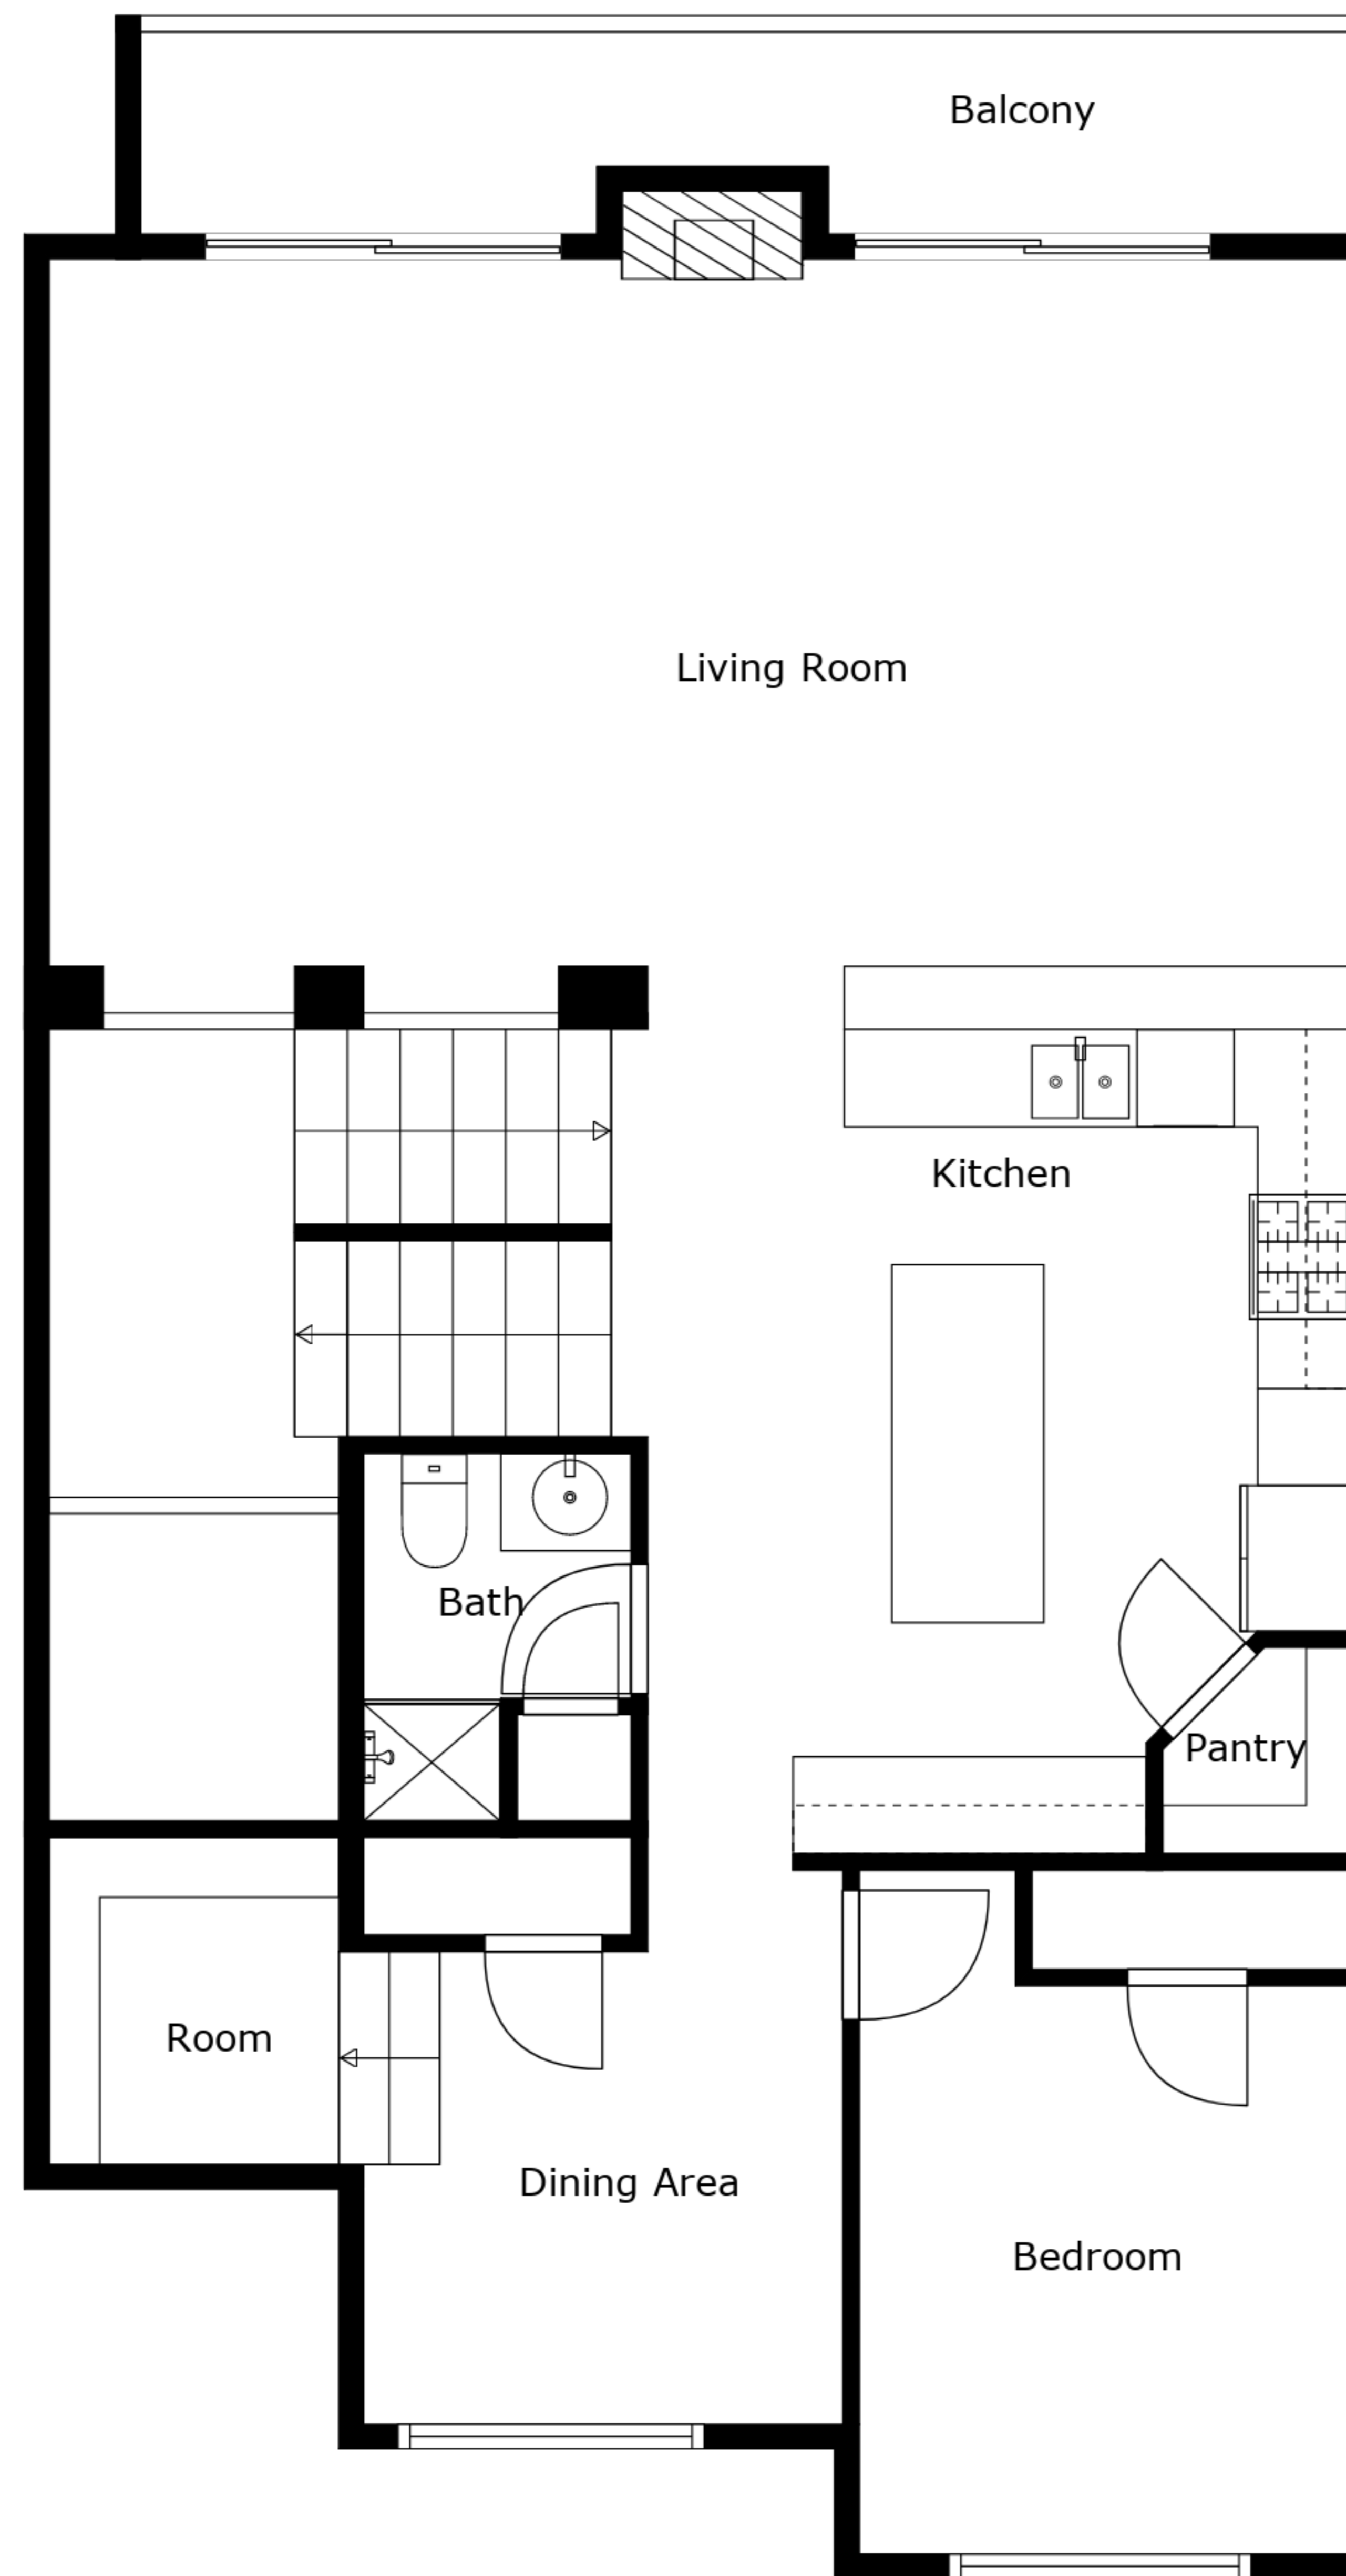 Balcony
Living Room
Kitchen
Bath
Pantry
Room
Dining Area
Bedroom